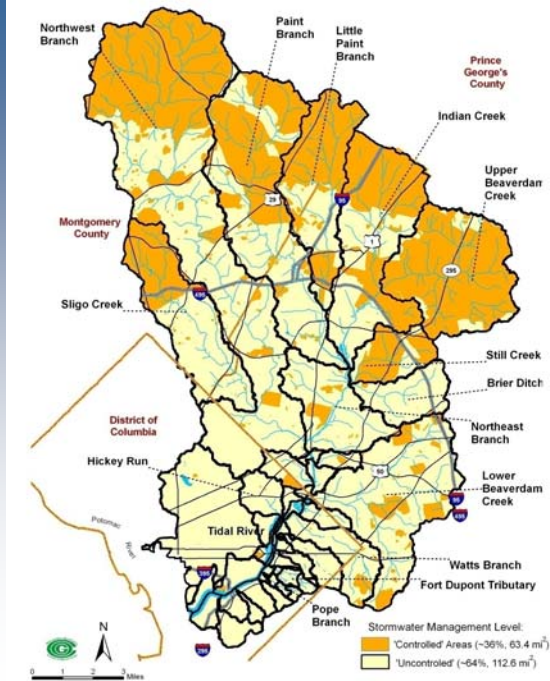 Northwest
Branch
Paint
Branch
Little
Paint
Branch
Prince
George's
County
Indian Creek
Upper
Beaverdam
Creek
29
95
1
295
Montgomery
County
495
Sligo Creek
Still Creek
Brier Ditch
District of
Columbia
Northeast
Branch
Hickey Run
50
Lower
Beaverdam
Creek
95
495
Potomac
River
Tidal River
Watts Branch
Fort Dupont Tributary
395
Pope
Branch
295
N
0 1 2 3
Miles
Stormwater Management Level:
'Controlled' Areas (~36%, 63.4 mi²)
'Uncontroled' (~64%, 112.6 mi²)